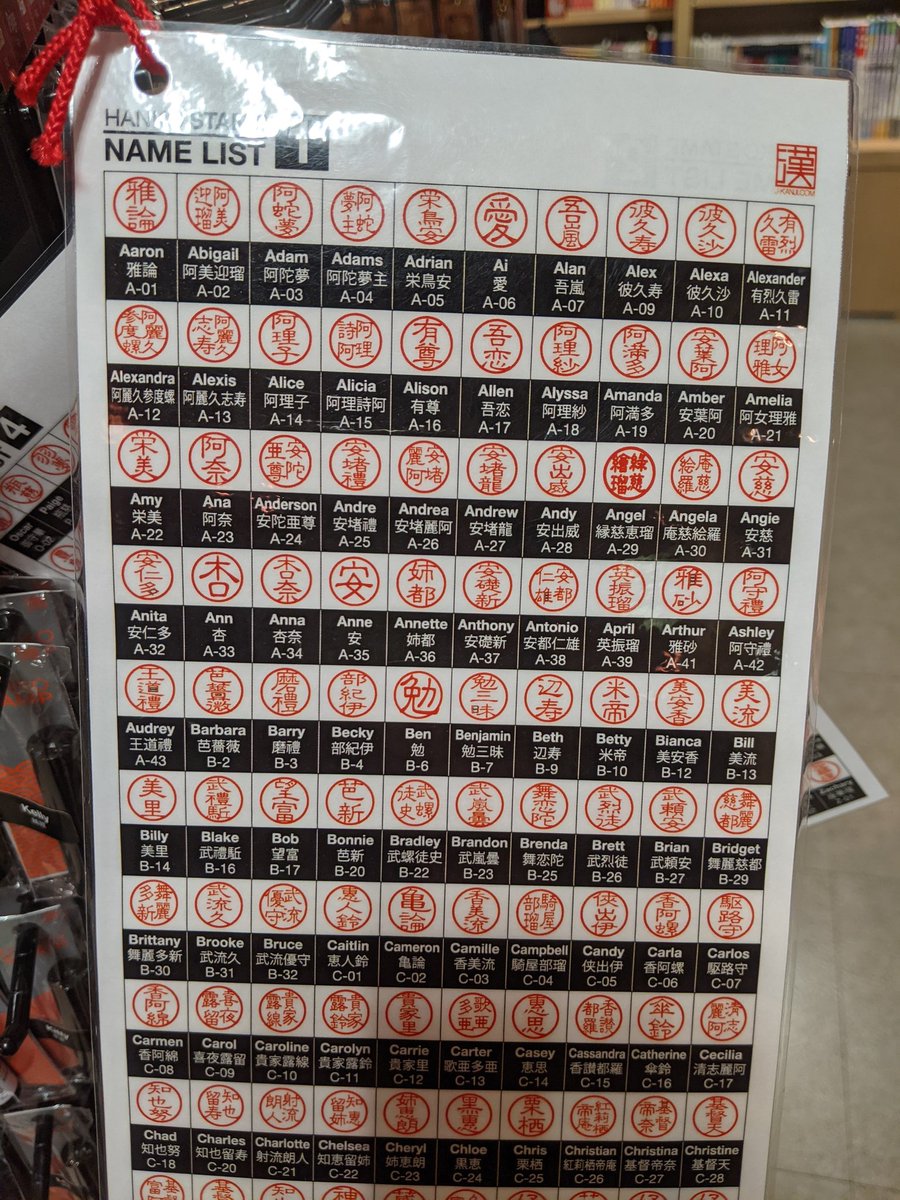 NAME LIST 1
漢
J-KANJI.COM
Aaron Abigail Adam Adams Adrian Ai Alan Alex Alexa Alexander
雅論 阿美迎瑠 阿陀夢 阿陀夢主 栄鳥安 愛 吾嵐 彼久寿 彼久沙 有烈久雷
A-01 A-02 A-03 A-04 A-05 A-06 A-07 A-09 A-10 A-11
Alexandra Alexis Alice Alicia Alison Allen Alyssa Amanda Amber Amelia
阿麗久参度螺 阿麗久志寿 阿理子 阿理詩阿 有尊 吾恋 阿理紗 阿満多 安葉阿 阿女理雅
A-12 A-13 A-14 A-15 A-16 A-17 A-18 A-19 A-20 A-21
Amy Ana Anderson Andre Andrea Andrew Andy Angel Angela Angie
栄美 阿奈 安陀亜尊 安堵禮 安堵麗阿 安堵龍 安出威 縁慈恵瑠 庵慈絵羅 安慈
A-22 A-23 A-24 A-25 A-26 A-27 A-28 A-29 A-30 A-31
Anita Ann Anna Anne Annette Anthony Antonio April Arthur Ashley
安仁多 杏 杏奈 安 姉都 安礎新 安都仁雄 英振瑠 雅砂 阿守禮
A-32 A-33 A-34 A-35 A-36 A-37 A-38 A-39 A-41 A-42
Audrey Barbara Barry Becky Ben Benjamin Beth Betty Bianca Bill
王道禮 芭蕾薇 磨禮 部紀伊 勉 勉三昧 辺寿 米帝 美安香 美流
A-43 B-2 B-3 B-4 B-6 B-7 B-9 B-10 B-12 B-13
Billy Blake Bob Bonnie Bradley Brandon Brenda Brett Brian Bridget
美里 武禮駈 望富 芭新 武螺徒史 武嵐曇 舞恋陀 武烈徒 武頼安 舞麗慈都
B-14 B-16 B-17 B-20 B-22 B-23 B-25 B-26 B-27 B-29
Brittany Brooke Bruce Caitlin Cameron Camille Campbell Candy Carla Carlos
舞麗多新 武流久 武流優守 恵人鈴 亀論 香美流 騎屋部瑠 侠出伊 香阿螺 駆路守
B-30 B-31 B-32 C-01 C-02 C-03 C-04 C-05 C-06 C-07
Carmen Carol Caroline Carolyn Carrie Carter Casey Cassandra Catherine Cecilia
香阿綿 喜夜露留 貴家露線 貴家露鈴 貴家里 歌亜多亜 恵思 香讃都羅 傘鈴 清志麗阿
C-08 C-09 C-10 C-11 C-12 C-13 C-14 C-15 C-16 C-17
Chad Charles Charlotte Chelsea Cheryl Chloe Chris Christian Christina Christine
知也努 知也留寿 射流朗人 知恵留姉 姉恵朗 黒恵 栗栖 紅莉栖帝庵 基督帝奈 基督天
C-18 C-20 C-21 C-22 C-23 C-24 C-25 C-26 C-27 C-28
Kelly